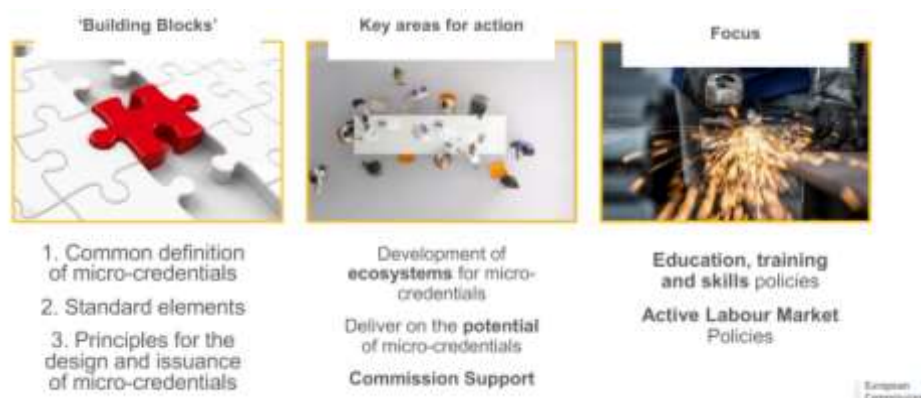 'Building Blocks'
1. Common definition
of micro-credentials
2. Standard elements
3. Principles for the
design and issuance
of micro-credentials
Key areas for action
Development of
ecosystems for micro-
credentials
Deliver on the potential
of micro-credentials
Commission Support
Focus
Education, training
and skills policies
Active Labour Market
Policies
European
Commission